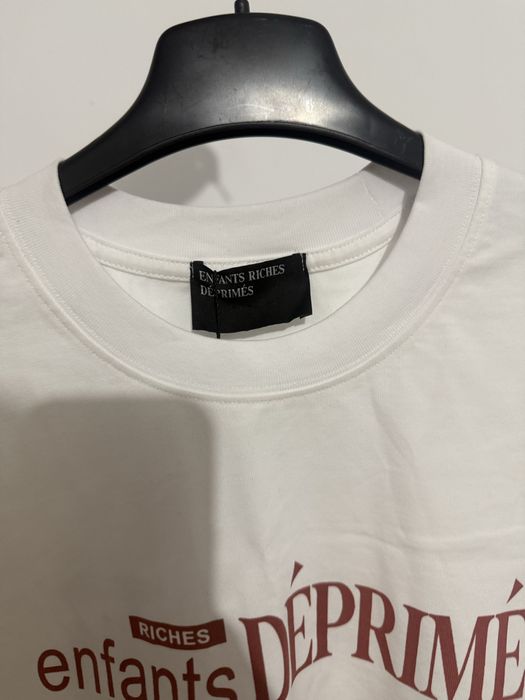 ENFANTS RICHES
DÉPRIMÉS
RICHES
enfants DÉPRIMÉ